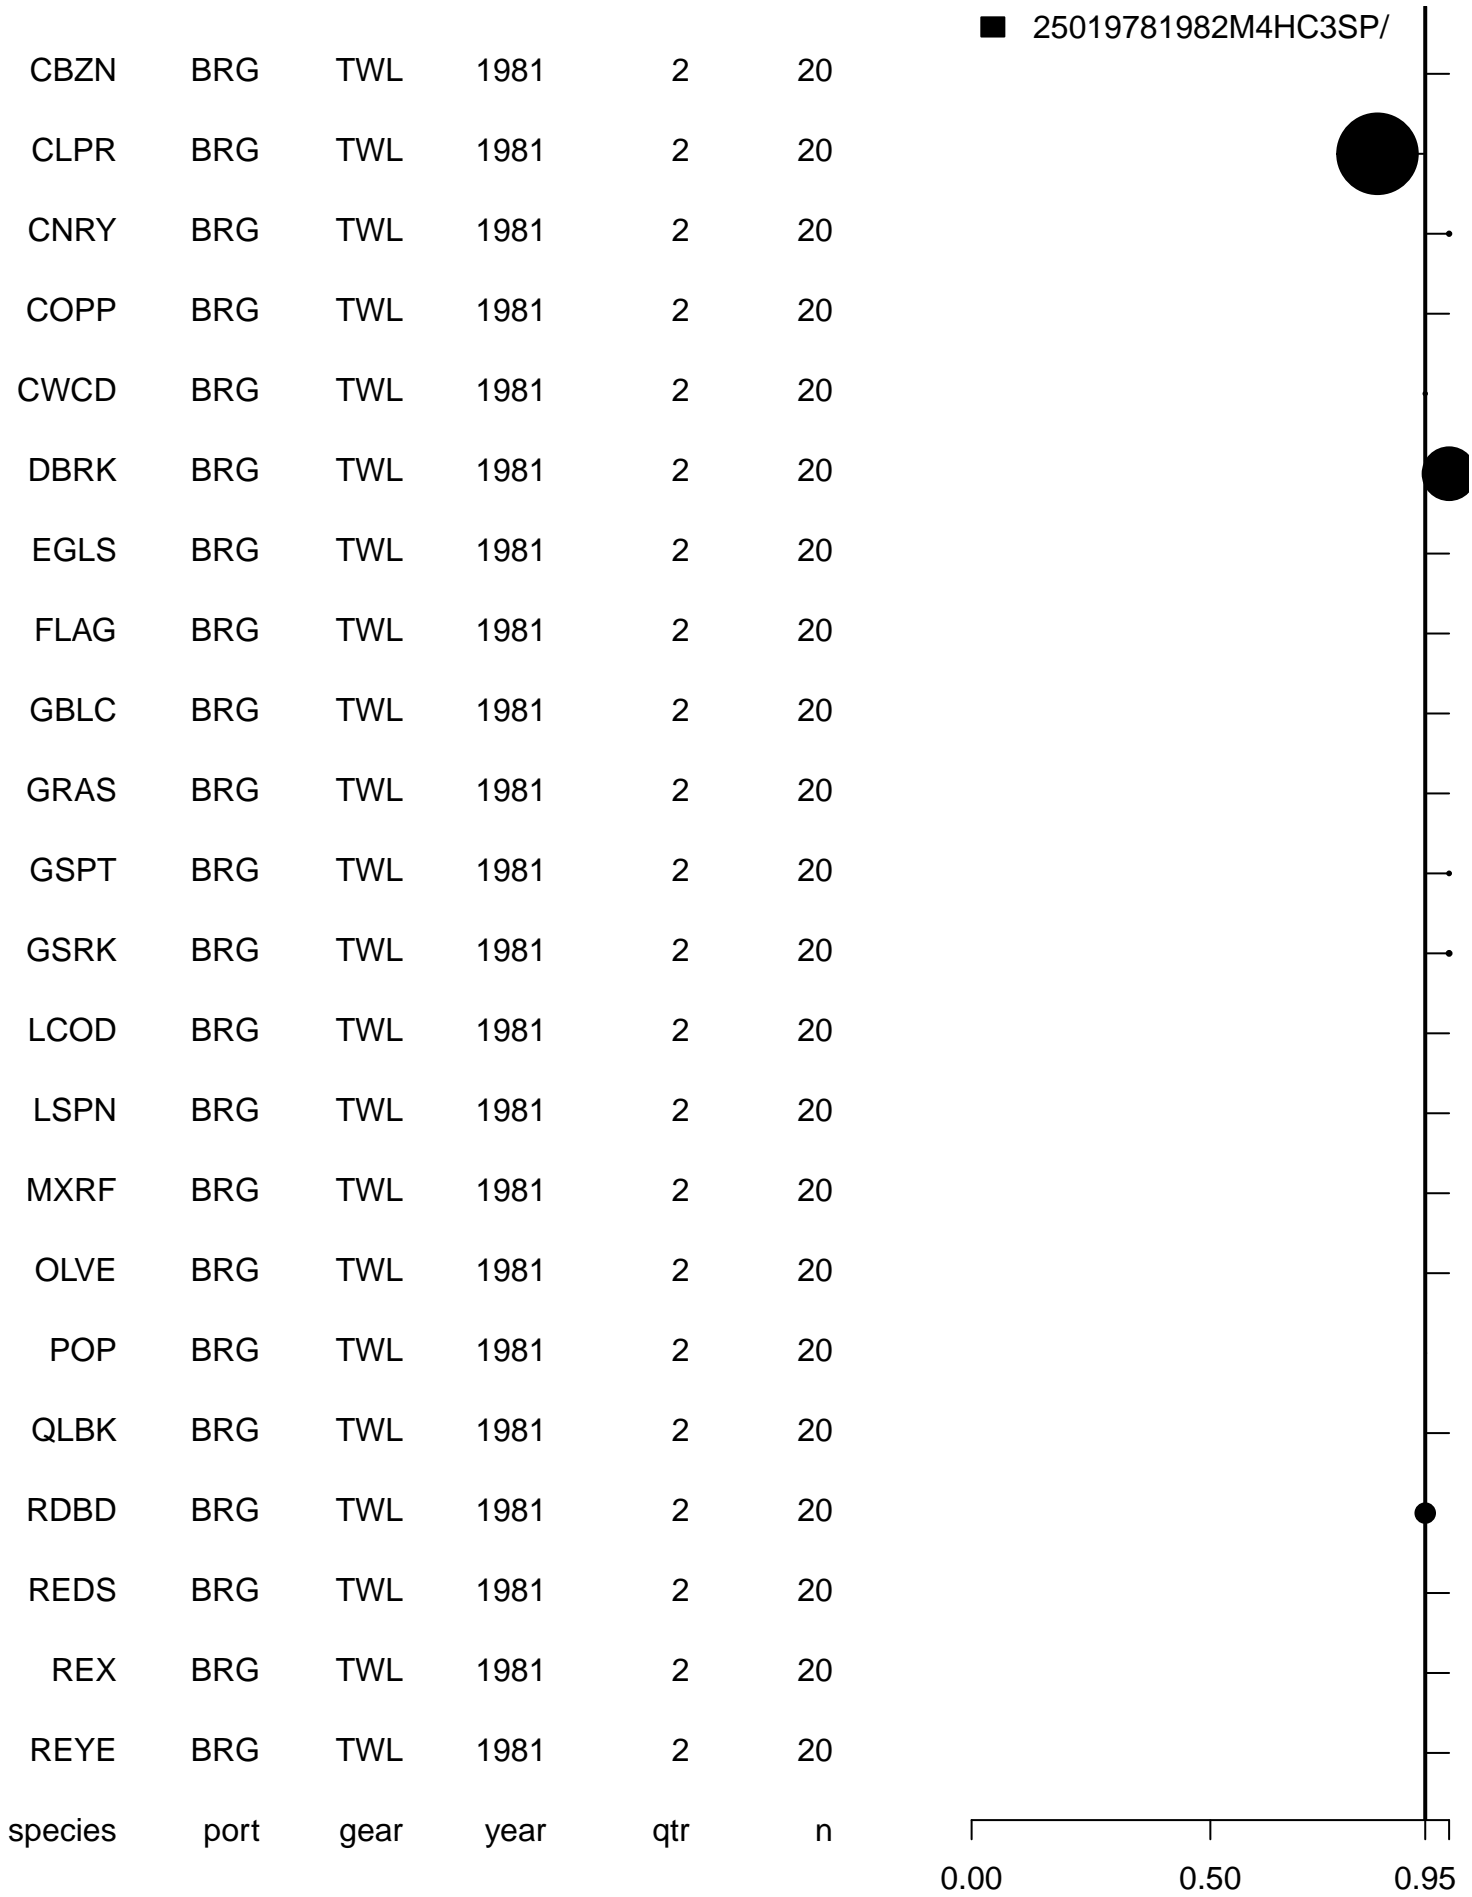 25019781982M4HC3SP/
CBZN BRG TWL 1981 2 20
CLPR BRG TWL 1981 2 20
CNRY BRG TWL 1981 2 20
COPP BRG TWL 1981 2 20
CWCD BRG TWL 1981 2 20
DBRK BRG TWL 1981 2 20
EGLS BRG TWL 1981 2 20
FLAG BRG TWL 1981 2 20
GBLC BRG TWL 1981 2 20
GRAS BRG TWL 1981 2 20
GSPT BRG TWL 1981 2 20
GSRK BRG TWL 1981 2 20
LCOD BRG TWL 1981 2 20
LSPN BRG TWL 1981 2 20
MXRF BRG TWL 1981 2 20
OLVE BRG TWL 1981 2 20
POP BRG TWL 1981 2 20
QLBK BRG TWL 1981 2 20
RDBD BRG TWL 1981 2 20
REDS BRG TWL 1981 2 20
REX BRG TWL 1981 2 20
REYE BRG TWL 1981 2 20
species port gear year qtr n
0.00 0.50 0.95